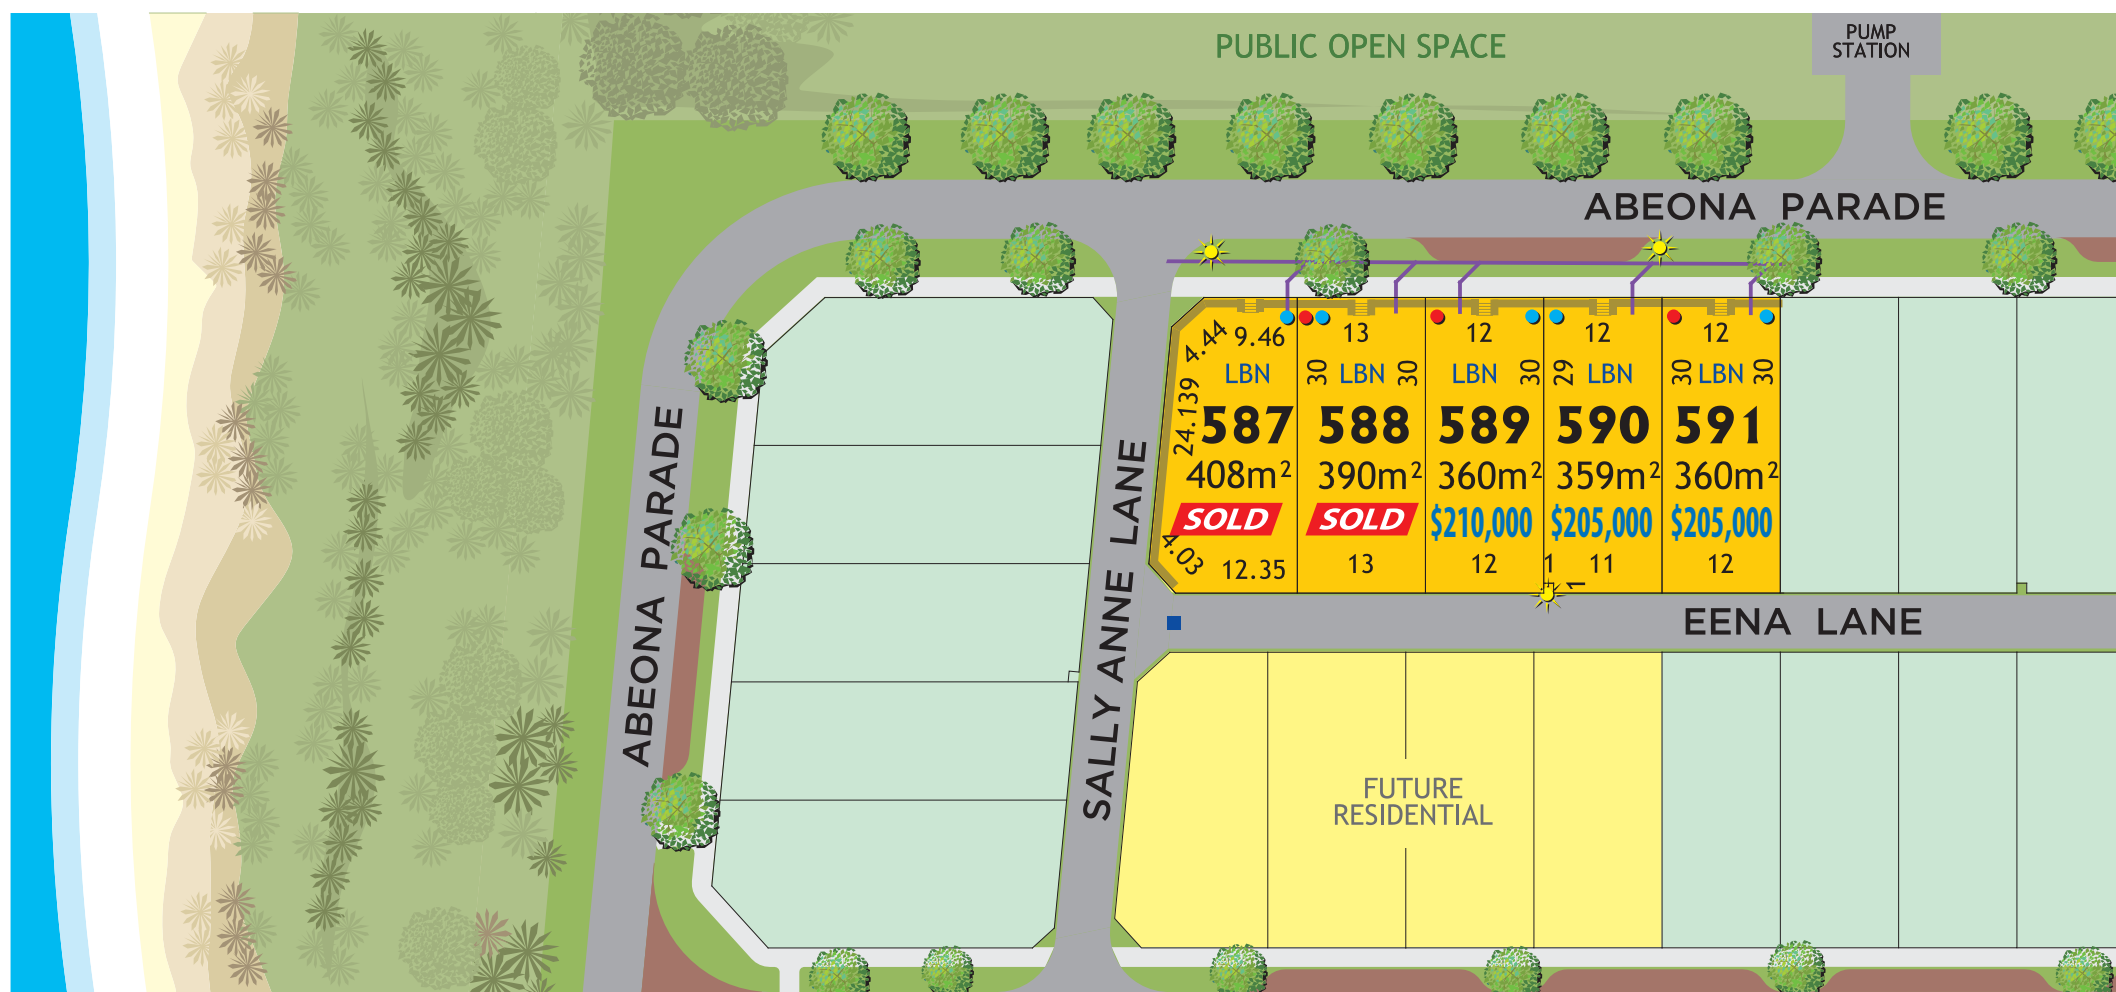 PUBLIC OPEN SPACE
PUMP
STATION
ABEONA PARADE
4.44
9.46
13
12
12
12
24.139
LBN
30
LBN
30
LBN
30
29
LBN
30
LBN
30
587
588
589
590
591
408m²
390m²
360m²
359m²
360m²
SOLD
SOLD
$210,000
$205,000
$205,000
4.03
12.35
13
12
1
1
11
12
ABEONA PARADE
SALLY ANNE LANE
EENA LANE
FUTURE
RESIDENTIAL